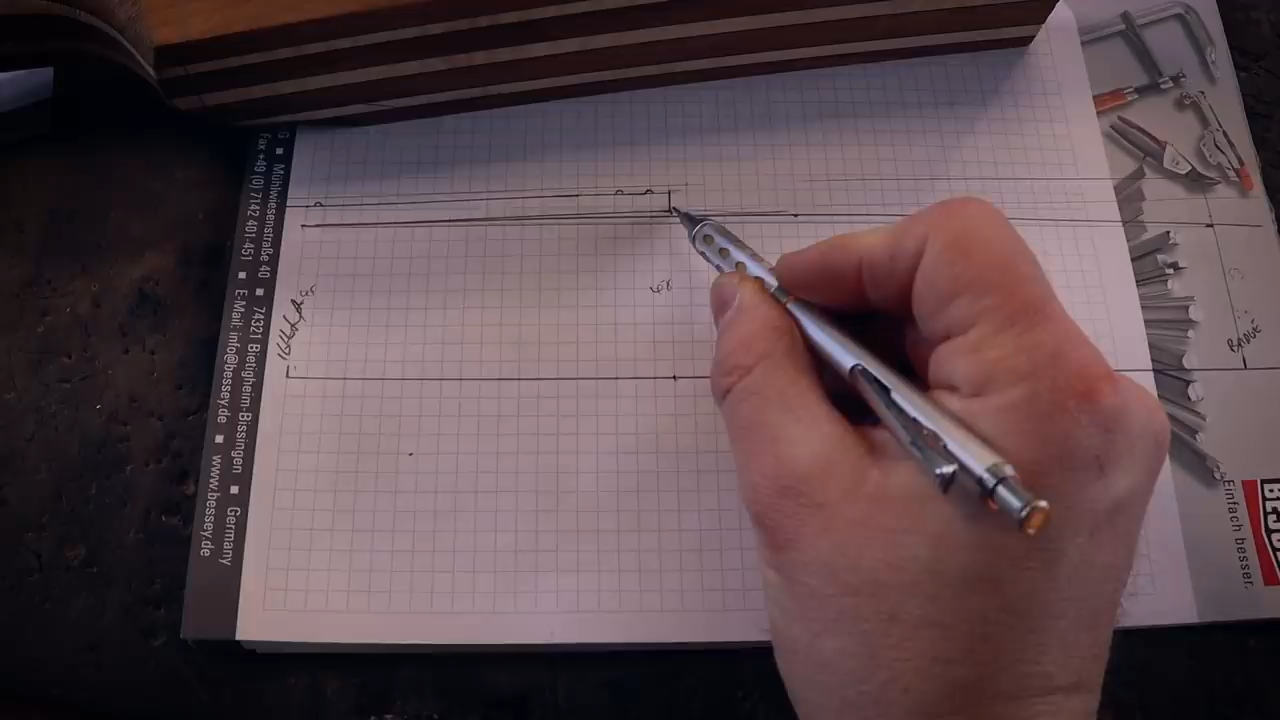 G ■ Mühlwiesenstraße 40 ■ 74321 Bietigheim-Bissingen ■ Germany
Fax +49 (0) 7142 401-451 ■ E-Mail: info@bessey.de ■ www.bessey.de
BRIDGE
Einfach besser.